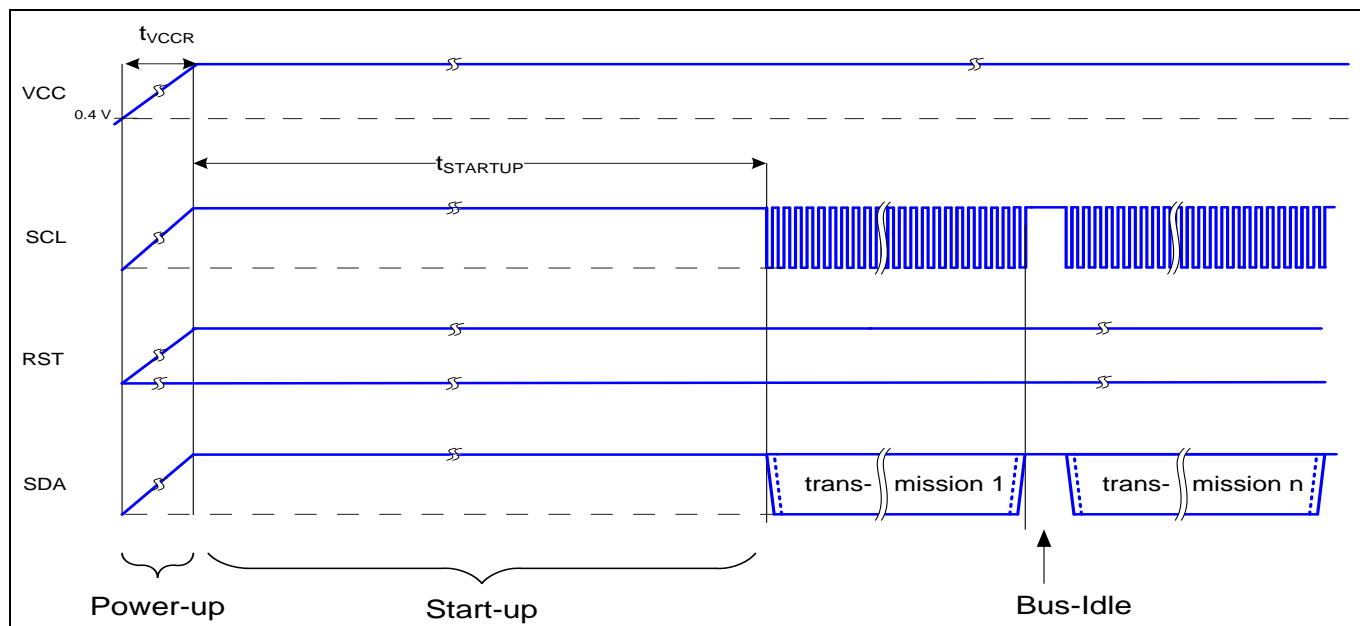 tVCCR
VCC
0.4 V
tSTARTUP
SCL
RST
SDA
trans- mission 1
trans- mission n
Power-up
Start-up
Bus-Idle